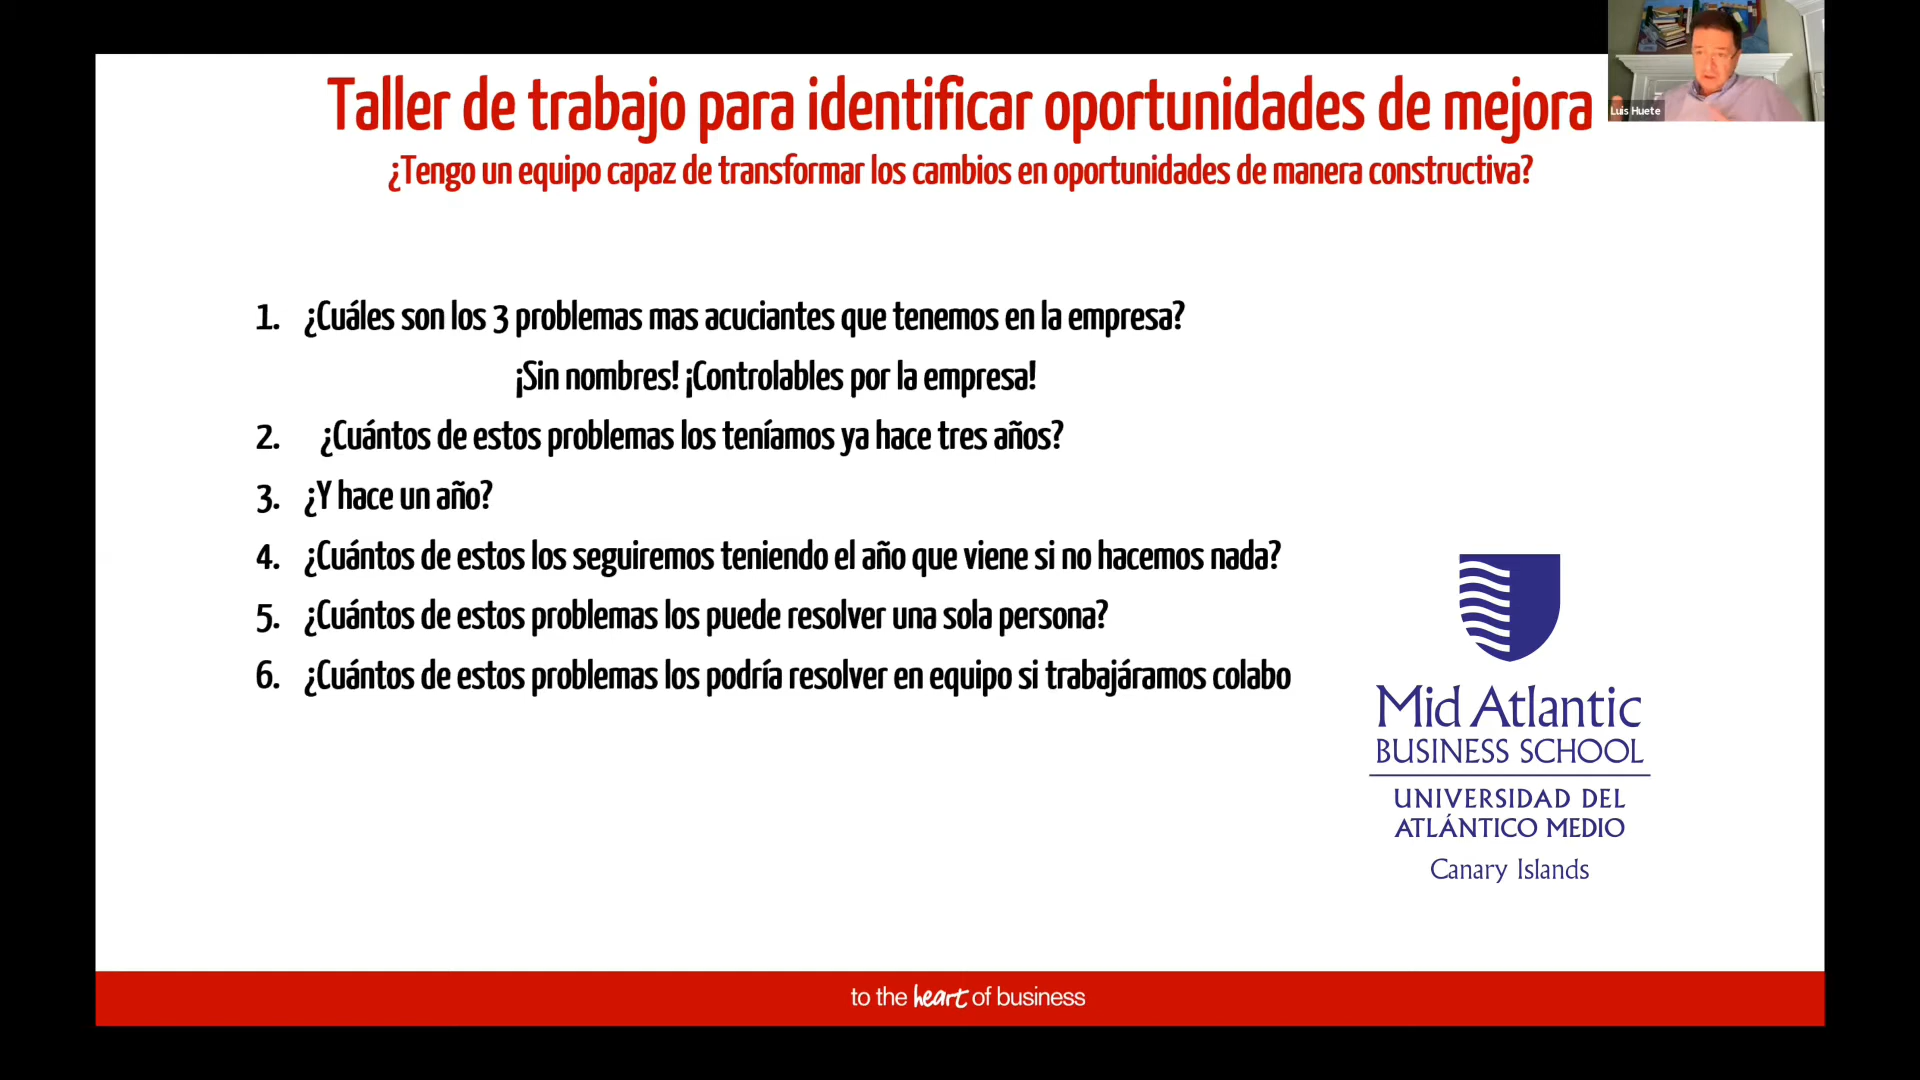 Taller de trabajo para identificar oportunidades de mejora
¿Tengo un equipo capaz de transformar los cambios en oportunidades de manera constructiva?
Luis Huete
1. ¿Cuáles son los 3 problemas mas acuciantes que tenemos en la empresa?
¡Sin nombres! ¡Controlables por la empresa!
2. ¿Cuántos de estos problemas los teníamos ya hace tres años?
3. ¿Y hace un año?
4. ¿Cuántos de estos los seguiremos teniendo el año que viene si no hacemos nada?
5. ¿Cuántos de estos problemas los puede resolver una sola persona?
6. ¿Cuántos de estos problemas los podría resolver en equipo si trabajáramos colabo
Mid Atlantic
BUSINESS SCHOOL
UNIVERSIDAD DEL
ATLÁNTICO MEDIO
Canary Islands
to the heart of business